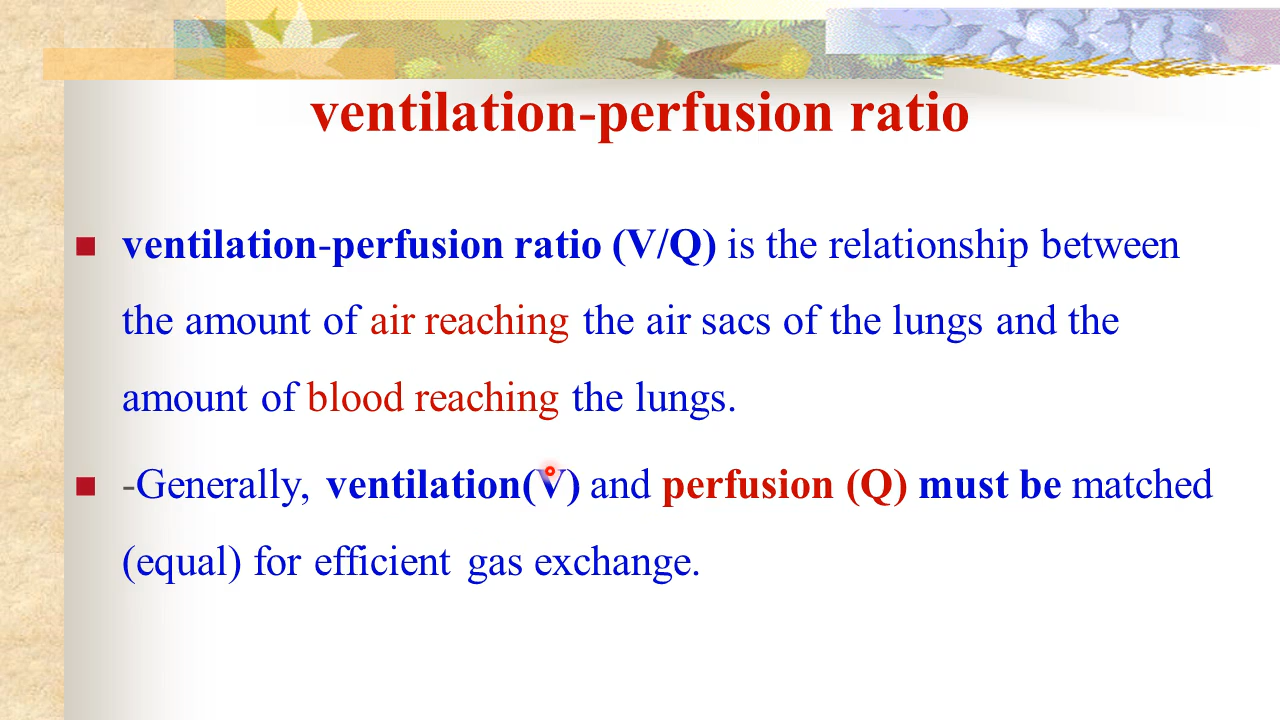 ventilation-perfusion ratio
ventilation-perfusion ratio (V/Q) is the relationship between
the amount of air reaching the air sacs of the lungs and the
amount of blood reaching the lungs.
-Generally, ventilation(V) and perfusion (Q) must be matched
(equal) for efficient gas exchange.